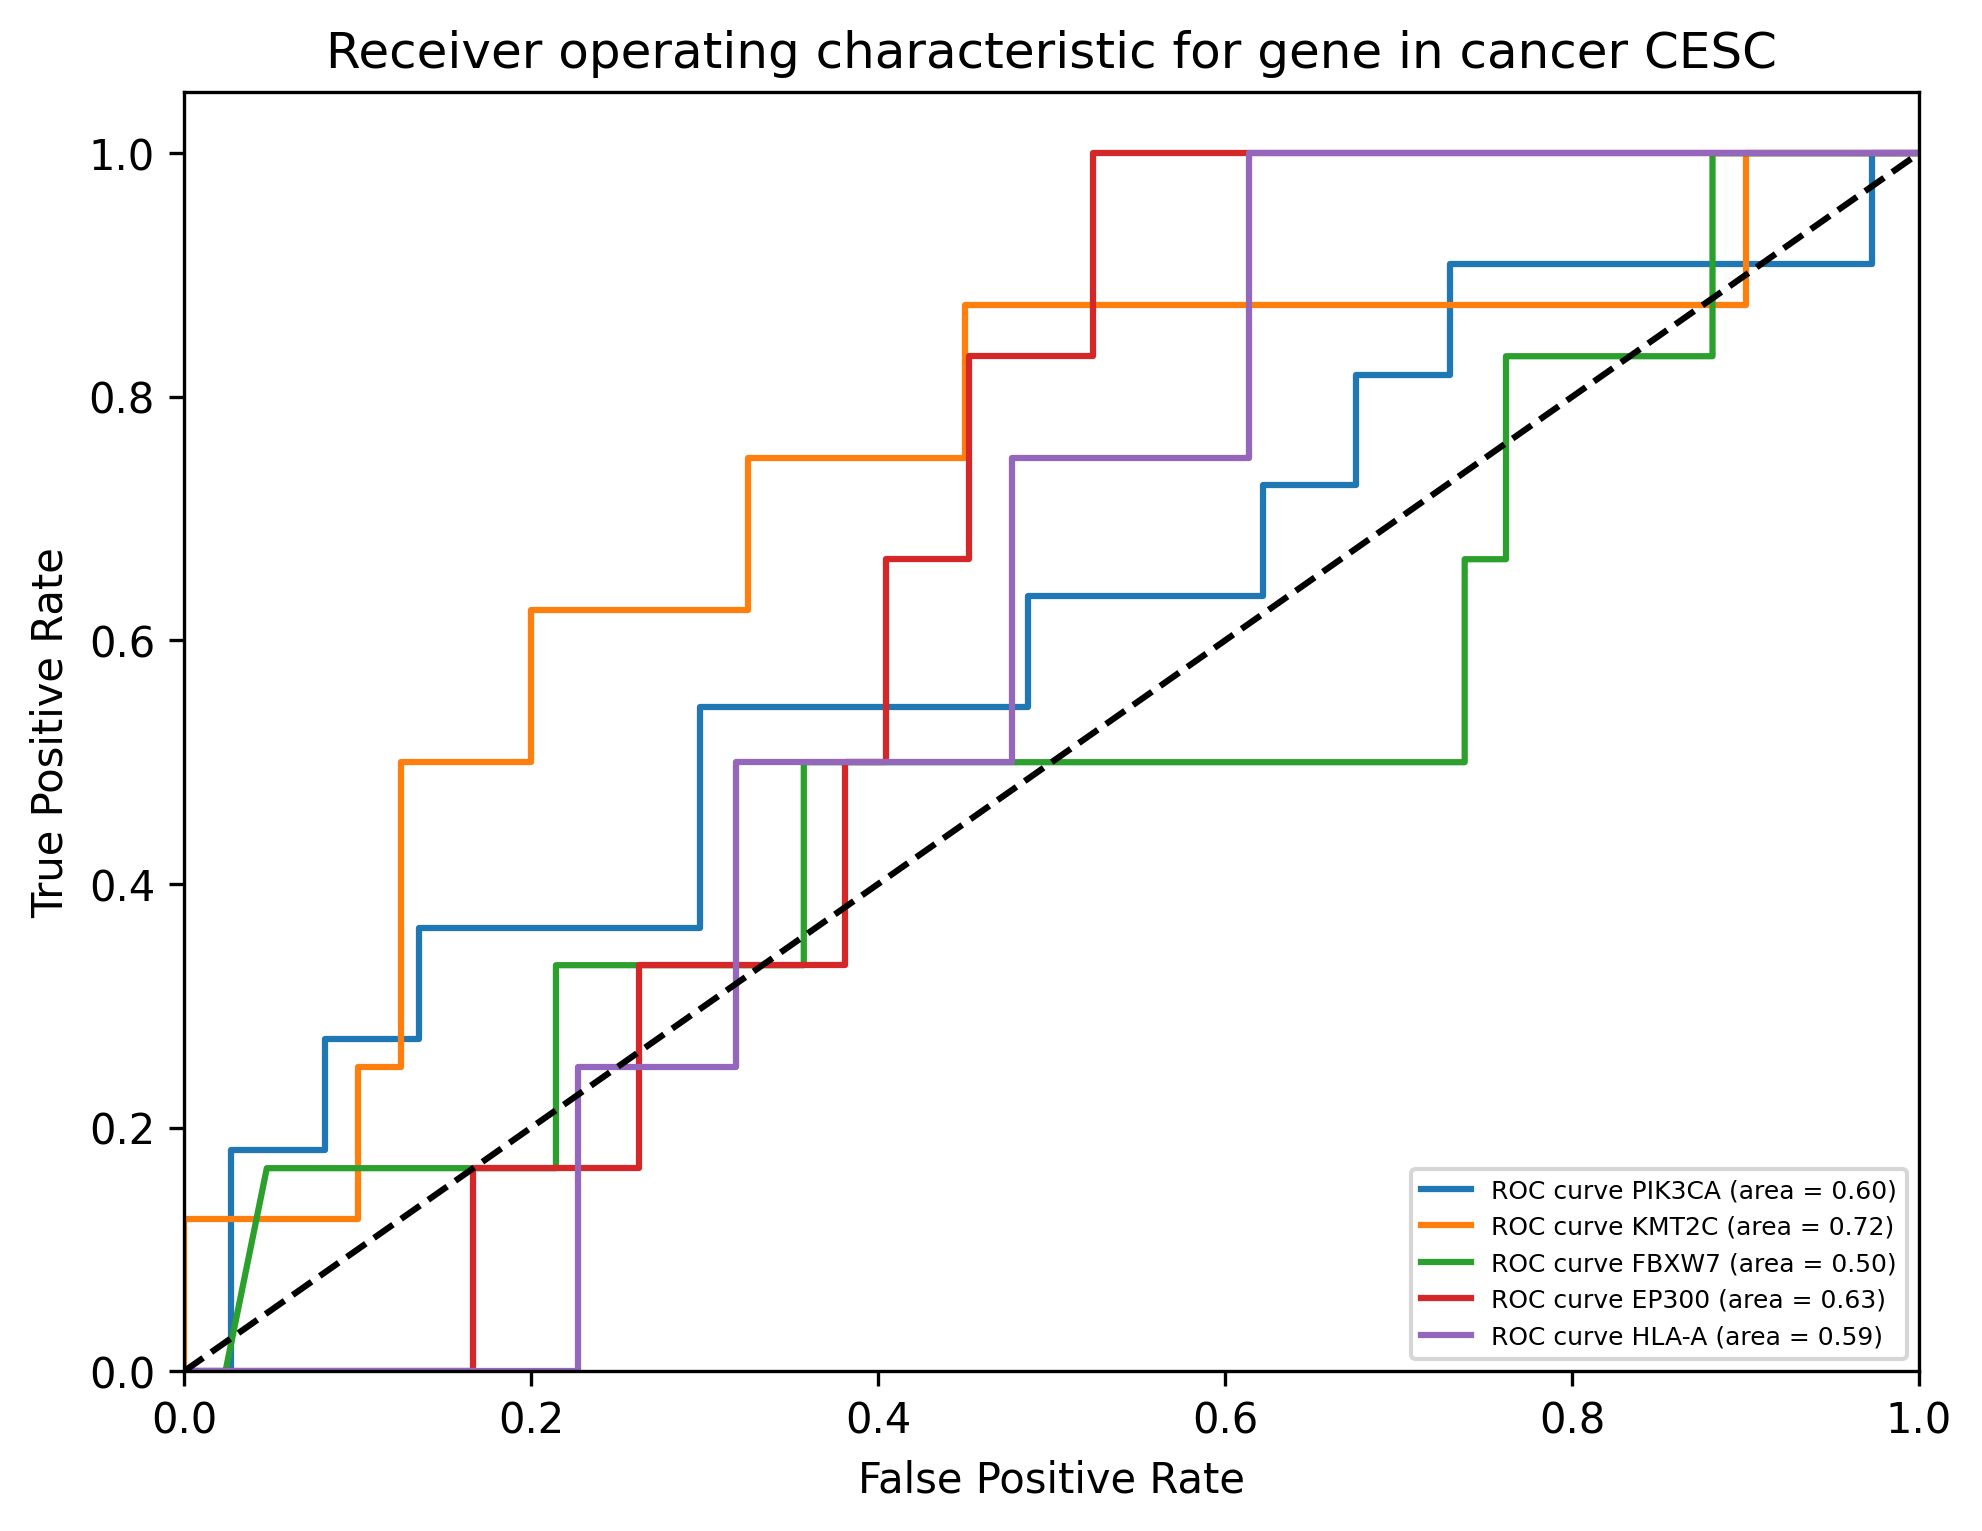 Receiver operating characteristic for gene in cancer CESC
True Positive Rate
1.0
0.8
0.6
0.4
0.2
0.0
0.0 0.2 0.4 0.6 0.8 1.0
False Positive Rate
ROC curve PIK3CA (area = 0.60)
ROC curve KMT2C (area = 0.72)
ROC curve FBXW7 (area = 0.50)
ROC curve EP300 (area = 0.63)
ROC curve HLA-A (area = 0.59)